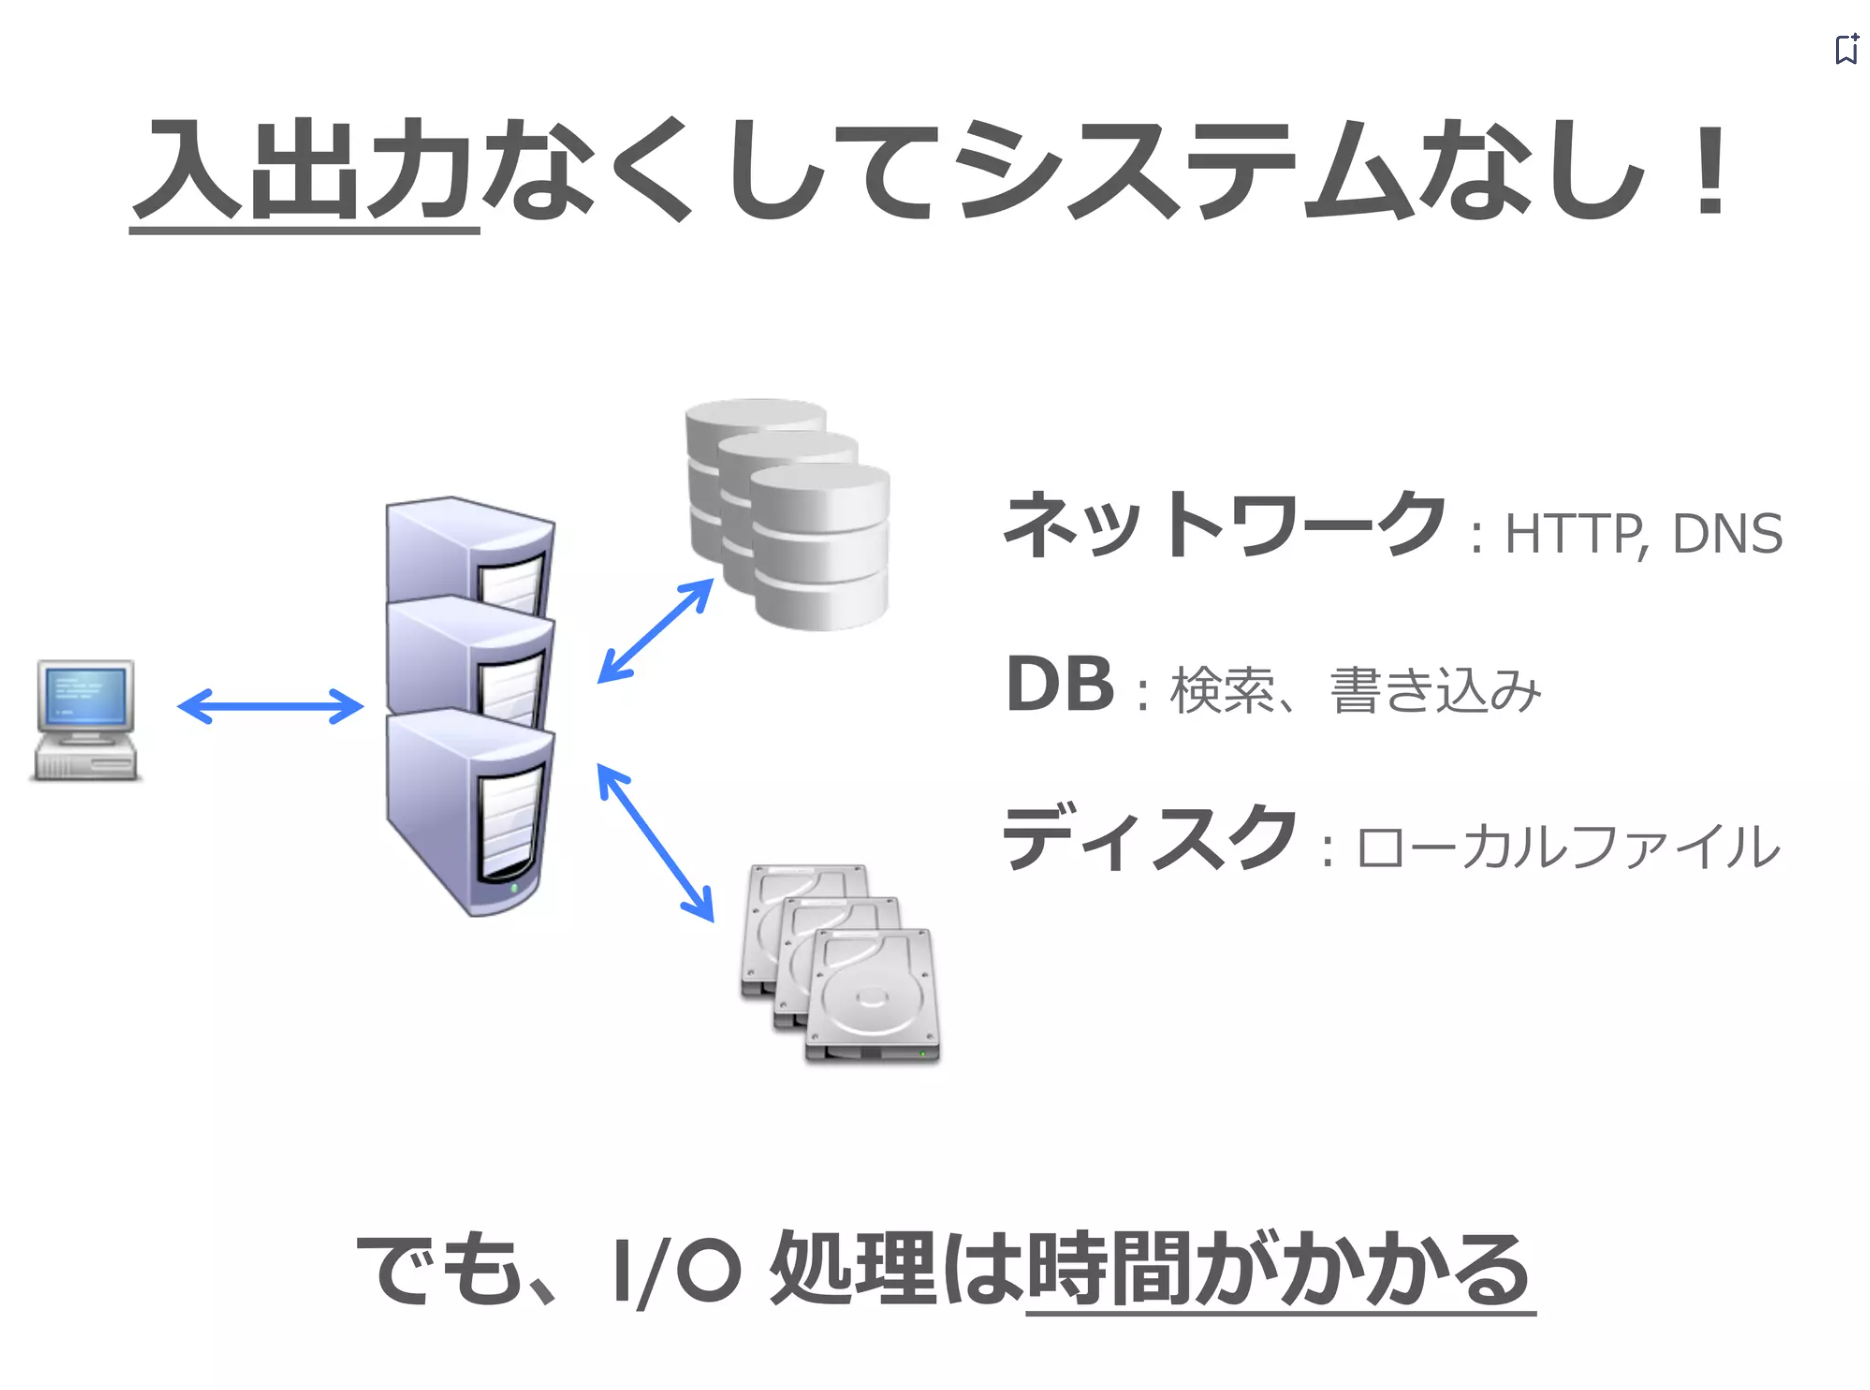 入出力なくしてシステムなし！
ネットワーク : HTTP, DNS
DB : 検索、書き込み
ディスク : ローカルファイル
でも、I/O 処理は時間がかかる